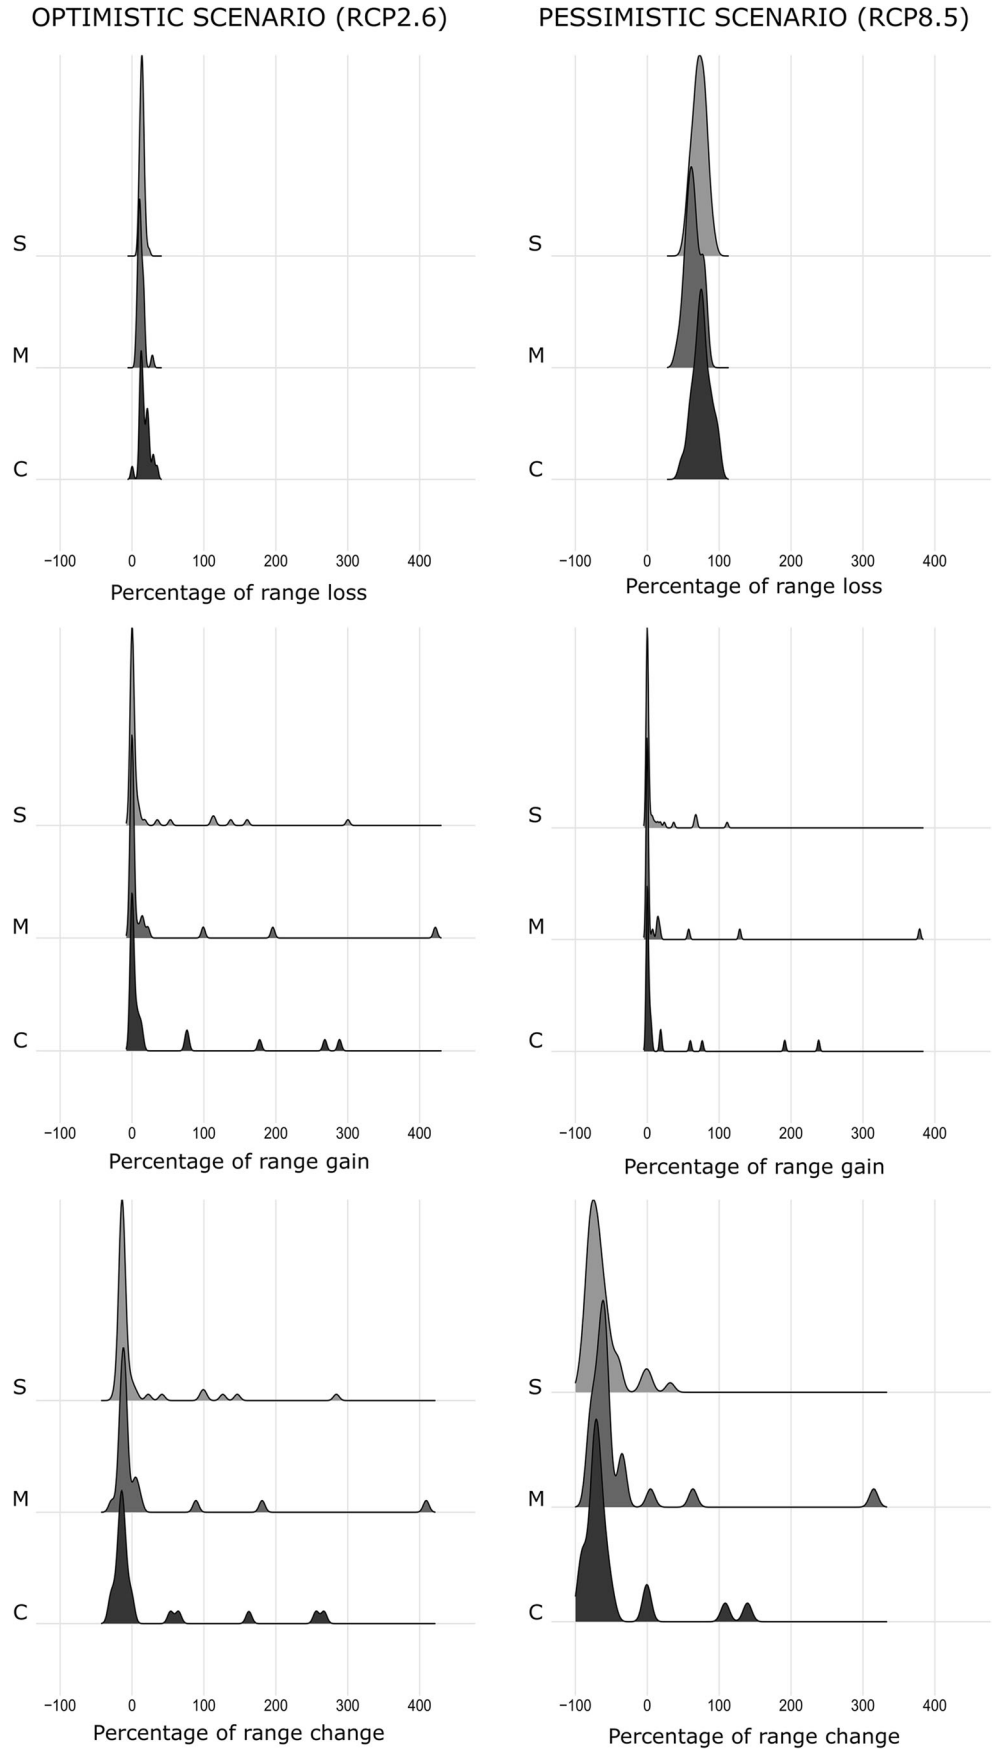 OPTIMISTIC SCENARIO (RCP2.6) PESSIMISTIC SCENARIO (RCP8.5)
S S
M M
C C
−100 0 100 200 300 400 −100 0 100 200 300 400
Percentage of range loss Percentage of range loss
S S
M M
C C
−100 0 100 200 300 400 −100 0 100 200 300 400
Percentage of range gain Percentage of range gain
S S
M M
C C
−100 0 100 200 300 400 −100 0 100 200 300 400
Percentage of range change Percentage of range change